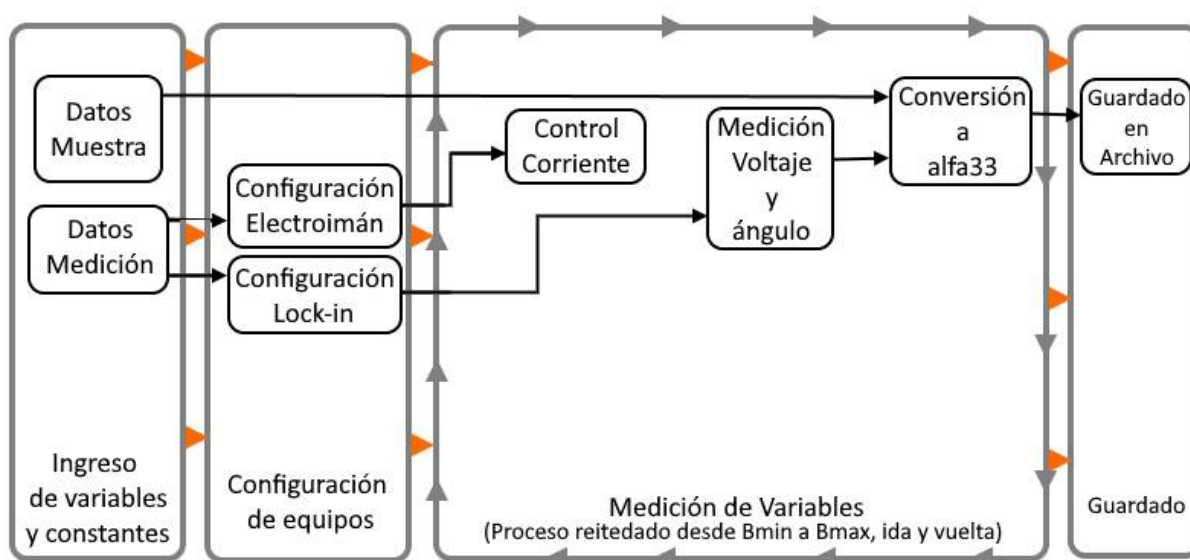 Datos
Muestra
Datos
Medición
Ingreso
de variables
y constantes
Configuración
Electroimán
Configuración
Lock-in
Configuración
de equipos
Control
Corriente
Medición
Voltaje
y
ángulo
Conversión
a
alfa33
Medición de Variables
(Proceso reitedado desde Bmin a Bmax, ida y vuelta)
Guardado
en
Archivo
Guardado